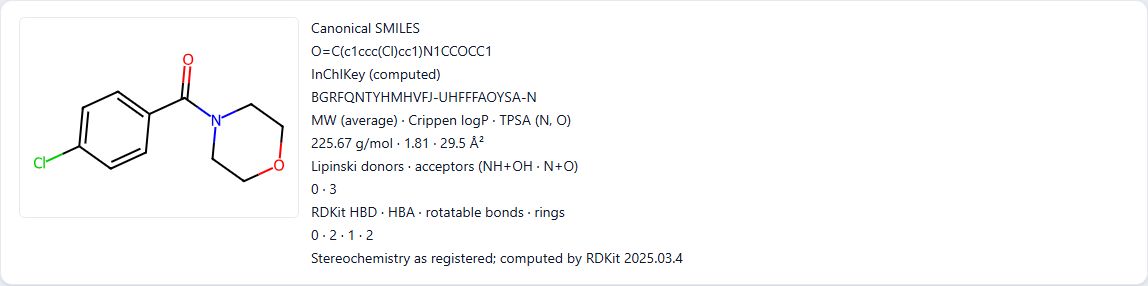 O
N
O
Cl
Canonical SMILES
O=C(c1ccc(Cl)cc1)N1CCOCC1
InChIKey (computed)
BGRFQNTYHMHVFJ-UHFFFAOYSA-N
MW (average) · Crippen logP · TPSA (N, O)
225.67 g/mol · 1.81 · 29.5 Å²
Lipinski donors · acceptors (NH+OH · N+O)
0 · 3
RDKit HBD · HBA · rotatable bonds · rings
0 · 2 · 1 · 2
Stereochemistry as registered; computed by RDKit 2025.03.4